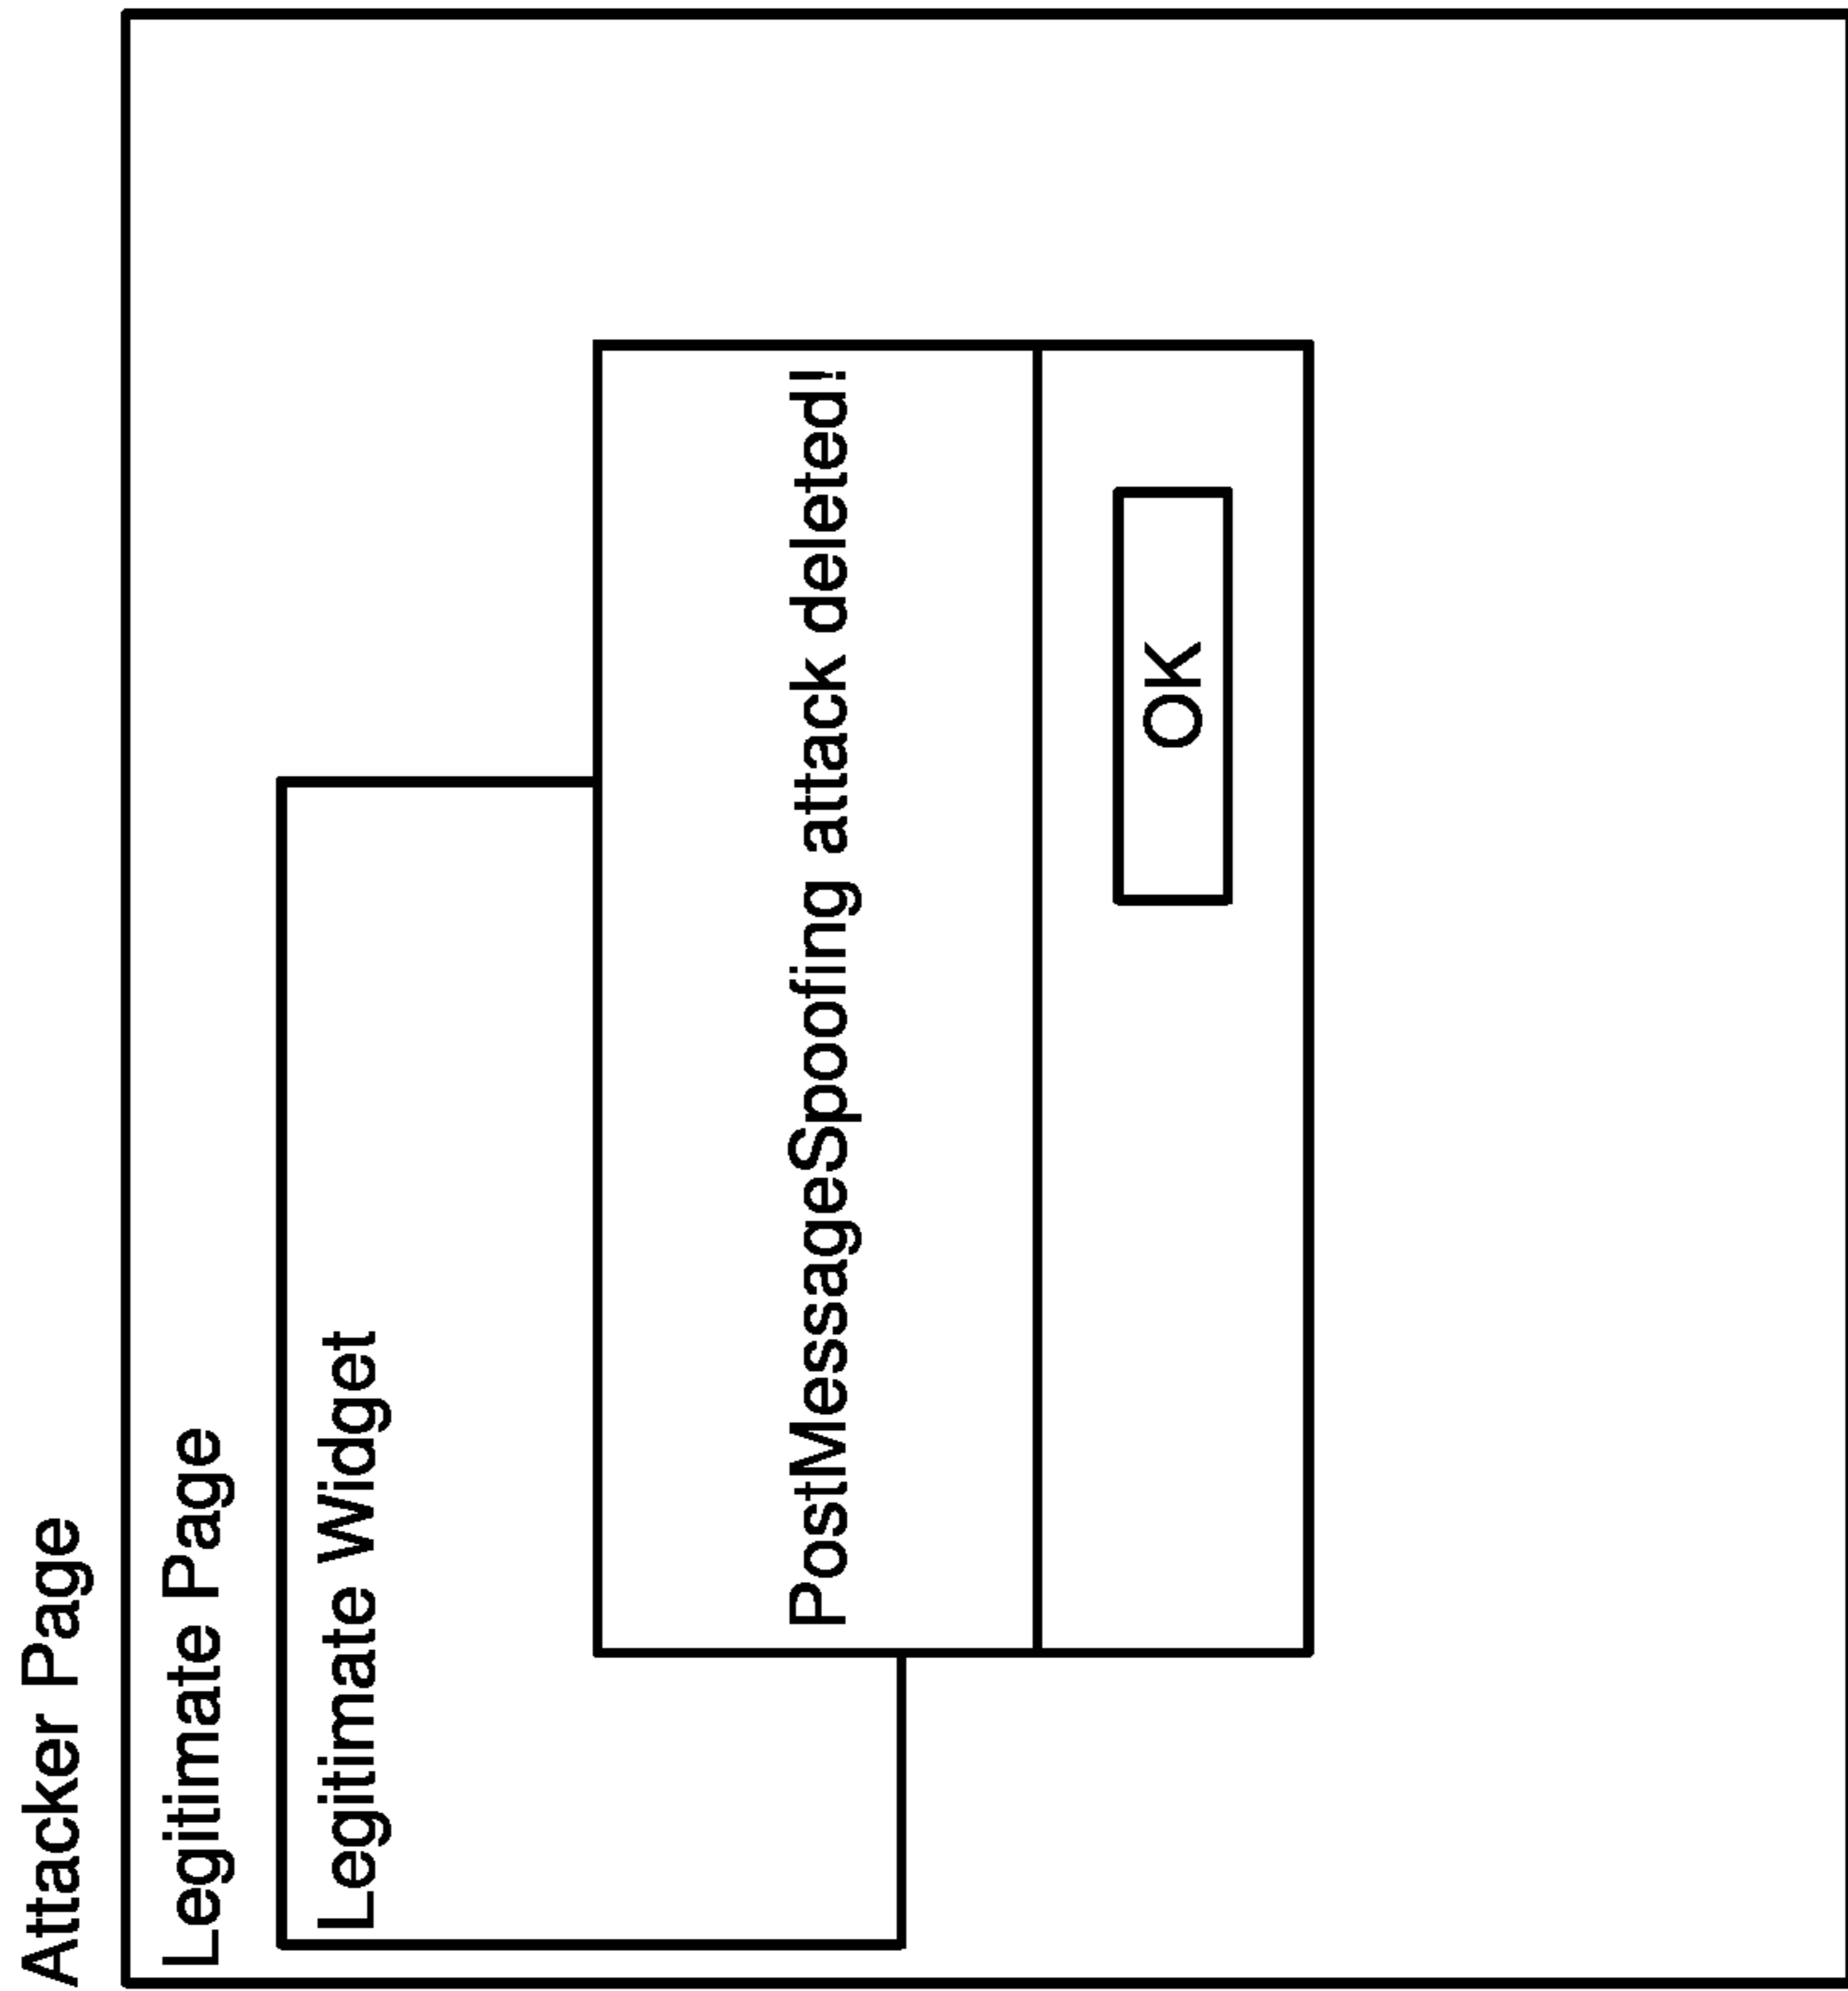 Attacker Page
Legitimate Page
Legitimate Widget
PostMessageSpoofing attack deleted!
OK